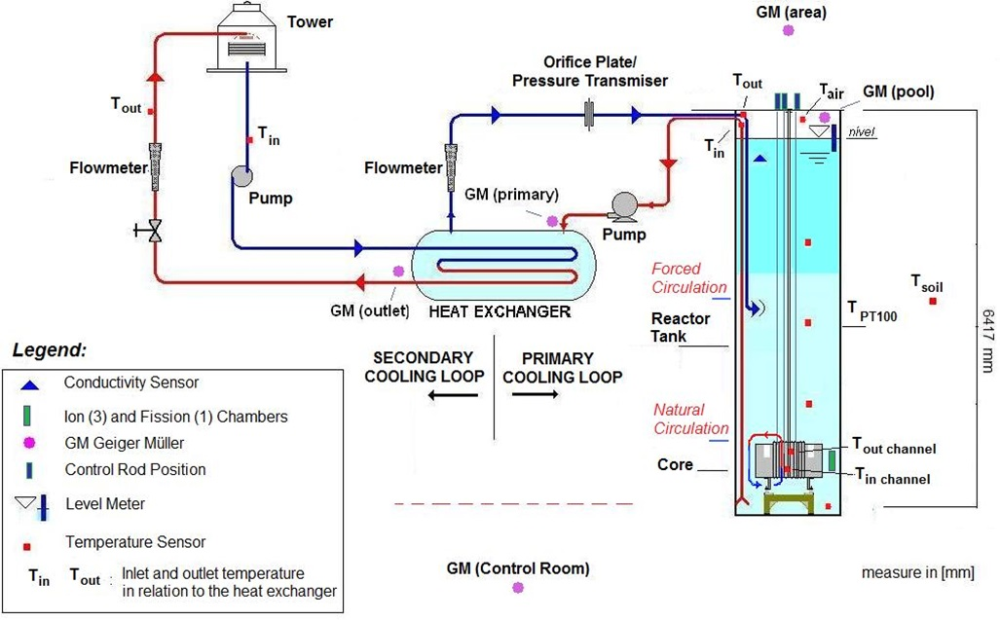 GM (area)
Tower
Orifice Plate/
Pressure Transmiser
Tout
Tair
GM (pool)
Tout
nível
Tin
Tin
Flowmeter
Flowmeter
Pump
GM (primary)
Pump
Forced
Circulation
Tsoil
GM (outlet)
HEAT EXCHANGER
Reactor
Tank
TPT100
6417 mm
Legend:
SECONDARY
COOLING LOOP
PRIMARY
COOLING LOOP
Conductivity Sensor
Ion (3) and Fission (1) Chambers
Natural
Circulation
GM Geiger Müller
Tout channel
Control Rod Position
Core
Tin channel
Level Meter
Temperature Sensor
Tin Tout : Inlet and outlet temperature
in relation to the heat exchanger
GM (Control Room)
measure in [mm]